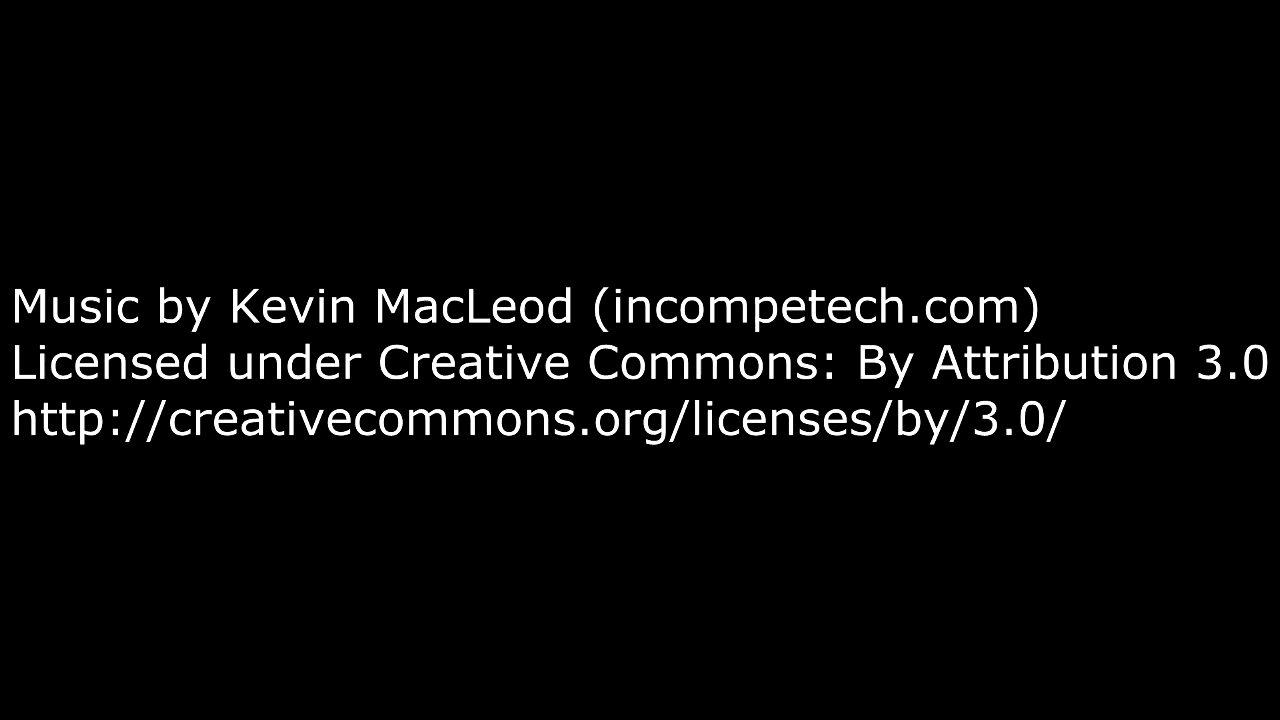 Music by Kevin MacLeod (incompetech.com)
Licensed under Creative Commons: By Attribution 3.0
http://creativecommons.org/licenses/by/3.0/